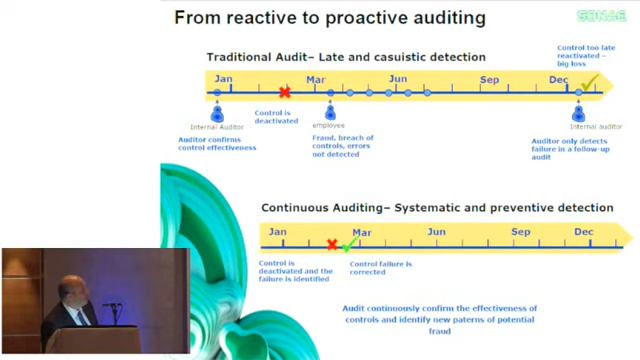 From reactive to proactive auditing
SONAE
Traditional Audit– Late and casuistic detection
Control too late
reactivated –
big loss
Jan
Mar
Jun
Sep
Dec
Control is
deactivated
Internal Auditor
employee
Internal auditor
Auditor confirms
control effectiveness
Fraud, breach of
controls, errors
not detected
Auditor only detects
failure in a follow-up
audit
Continuous Auditing– Systematic and preventive detection
Jan
Mar
Jun
Sep
Dec
Control is
deactivated and the
failure is identified
Control failure is
corrected
Audit continuously confirm the effectiveness of
controls and identify new paterns of potential
fraud